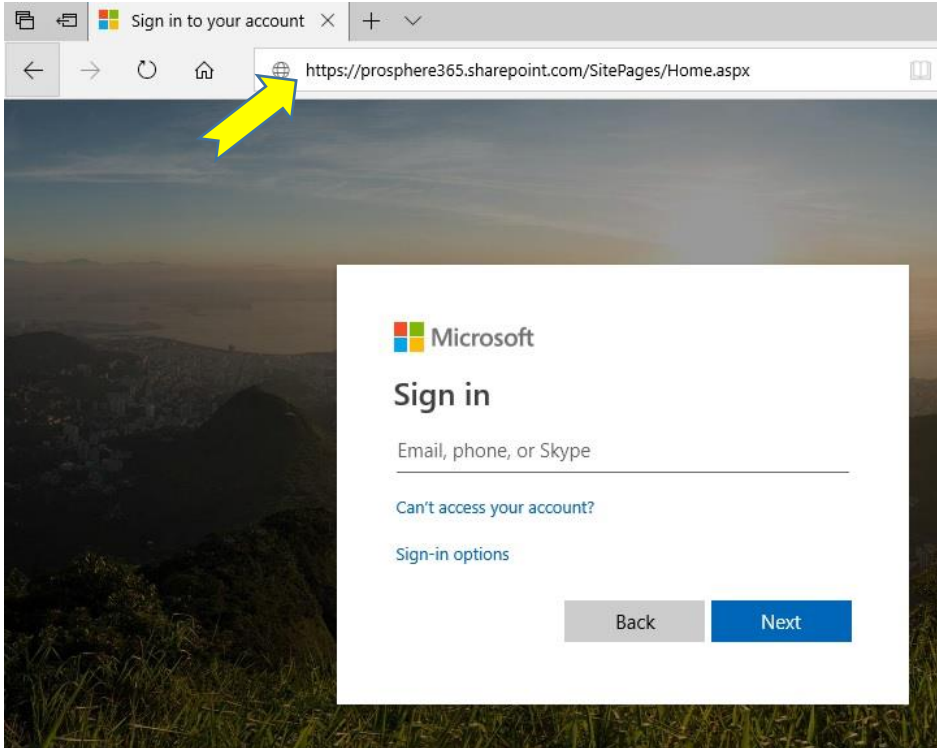 Sign in to your account
https://prosphere365.sharepoint.com/SitePages/Home.aspx
Microsoft
Sign in
Email, phone, or Skype
Can't access your account?
Sign-in options
Back Next